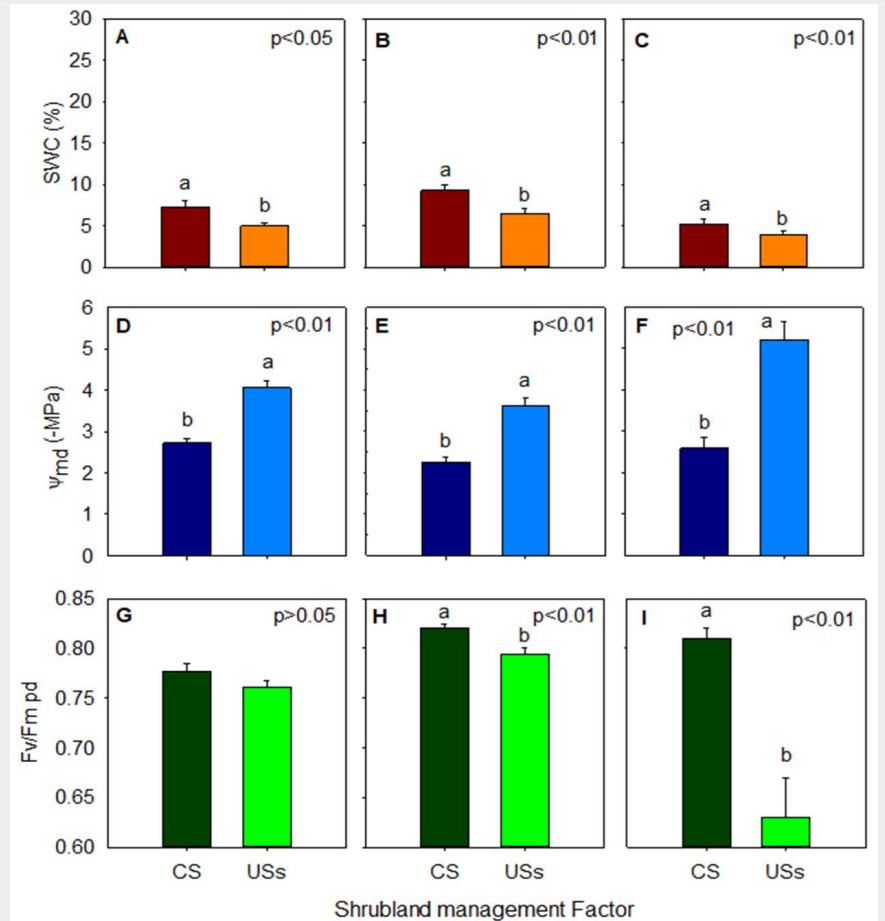 A p<0.05 B p<0.01 C p<0.01
30
25
20
15
10
5
0
SWC (%)
a b a b a b
D p<0.01 E p<0.01 F p<0.01
6
5
4
3
2
1
0
Ψmd (-MPa)
b a b a b a
G p>0.05 H p<0.01 I p<0.01
0.85
0.80
0.75
0.70
0.65
0.60
Fv/Fm pd
a b a b
CS USs CS USs CS USs
Shrubland management Factor